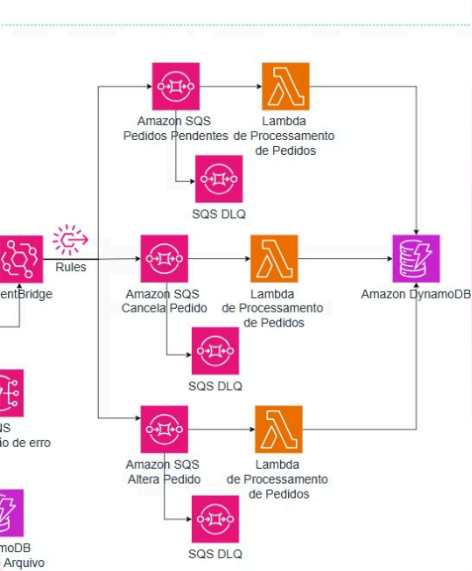 Amazon SQS
Pedidos Pendentes
Lambda
de Processamento
de Pedidos
SQS DLQ
Rules
entBridge
Amazon SQS
Cancela Pedido
Lambda
de Processamento
de Pedidos
Amazon DynamoDB
SQS DLQ
NS
ão de erro
Amazon SQS
Altera Pedido
Lambda
de Processamento
de Pedidos
SQS DLQ
moDB
Arquivo